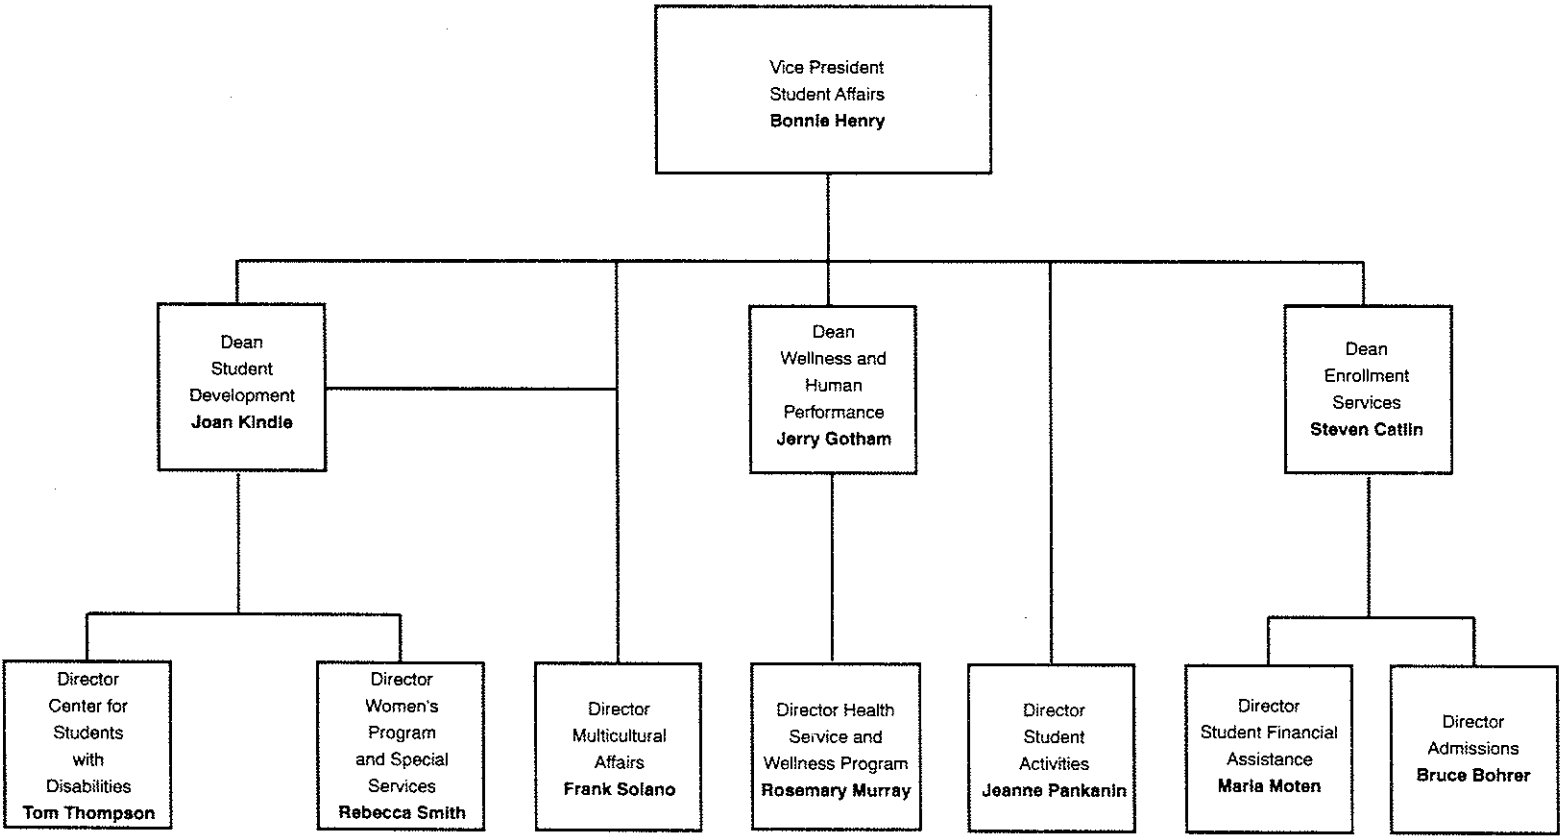 Vice President
Student Affairs
Bonnie Henry
Dean
Student
Development
Joan Kindle
Dean
Wellness and
Human
Performance
Jerry Gotham
Dean
Enrollment
Services
Steven Catlin
Director
Center for
Students
with
Disabilities
Tom Thompson
Director
Women's
Program
and Special
Services
Rebecca Smith
Director
Multicultural
Affairs
Frank Solano
Director Health
Service and
Wellness Program
Rosemary Murray
Director
Student
Activities
Jeanne Pankanin
Director
Student Financial
Assistance
Maria Moten
Director
Admissions
Bruce Bohrer